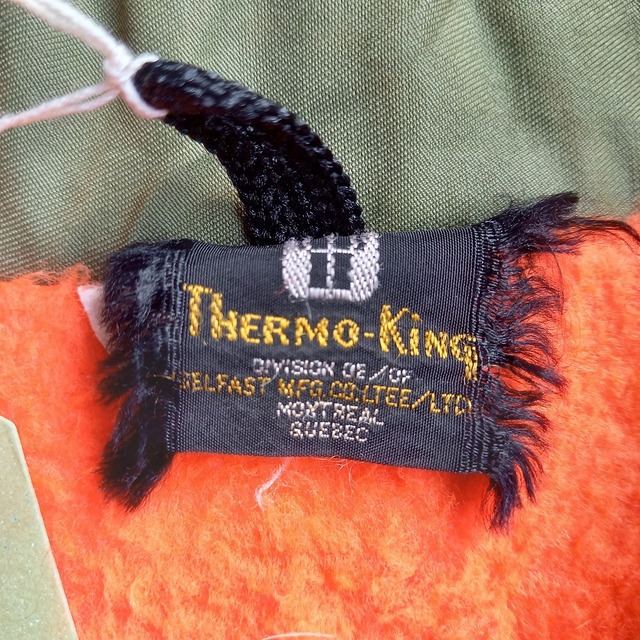 THERMO-KING
DIVISION DE/OF
BELFAST MFG.CO.LTEE/LTD
MONTREAL
QUEBEC